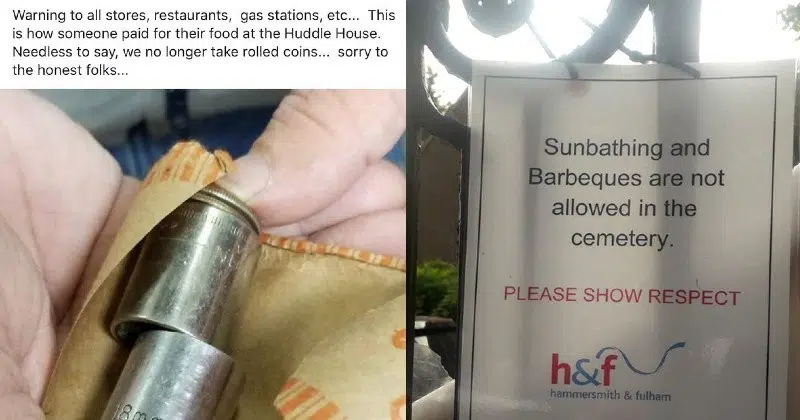 Warning to all stores, restaurants, gas stations, etc... This
is how someone paid for their food at the Huddle House.
Needless to say, we no longer take rolled coins... sorry to
the honest folks...
Sunbathing and
Barbeques are not
allowed in the
cemetery.
PLEASE SHOW RESPECT
h&f
hammersmith & fulham